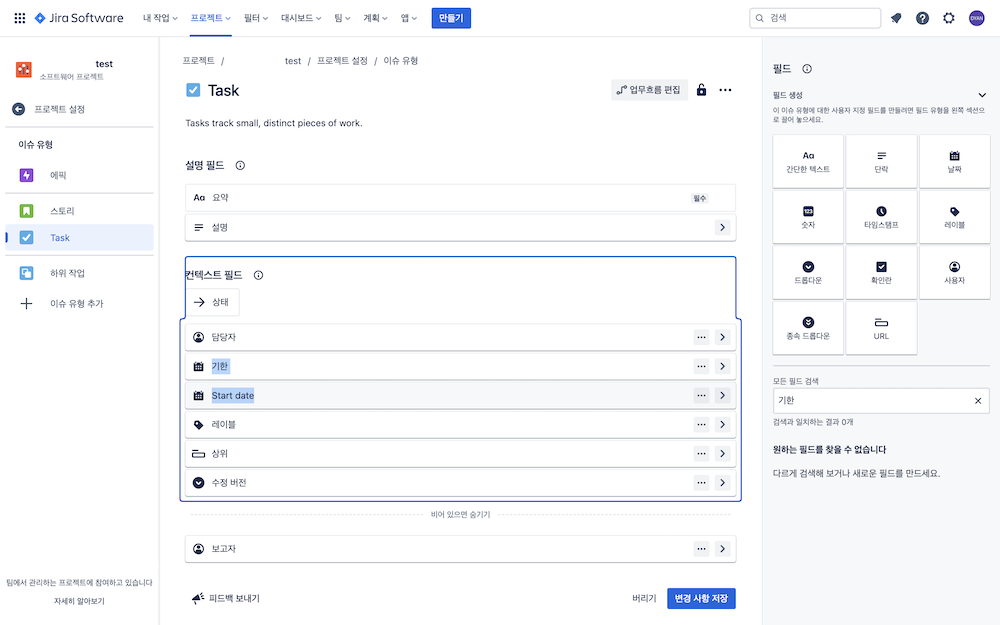 Jira Software
내 작업
프로젝트
필터
대시보드
팀
계획
앱
만들기
검색
DYAN
test
소프트웨어 프로젝트
프로젝트 설정
이슈 유형
에픽
스토리
Task
하위 작업
이슈 유형 추가
팀에서 관리하는 프로젝트에 참여하고 있습니다
자세히 알아보기
프로젝트 / test / 프로젝트 설정 / 이슈 유형
Task
업무흐름 편집
Tasks track small, distinct pieces of work.
설명 필드
Aa 요약 필수
설명
컨텍스트 필드
상태
담당자
기한
Start date
레이블
상위
수정 버전
비어 있으면 숨기기
보고자
피드백 보내기
버리기
변경 사항 저장
필드
필드 생성
이 이슈 유형에 대한 사용자 지정 필드를 만들려면 필드 유형을 왼쪽 섹션으
로 끌어 놓으세요.
Aa
간단한 텍스트
단락
날짜
123
숫자
타임스탬프
레이블
드롭다운
확인란
사용자
종속 드롭다운
URL
모든 필드 검색
기한
검색과 일치하는 결과 0개
원하는 필드를 찾을 수 없습니다
다르게 검색해 보거나 새로운 필드를 만드세요.